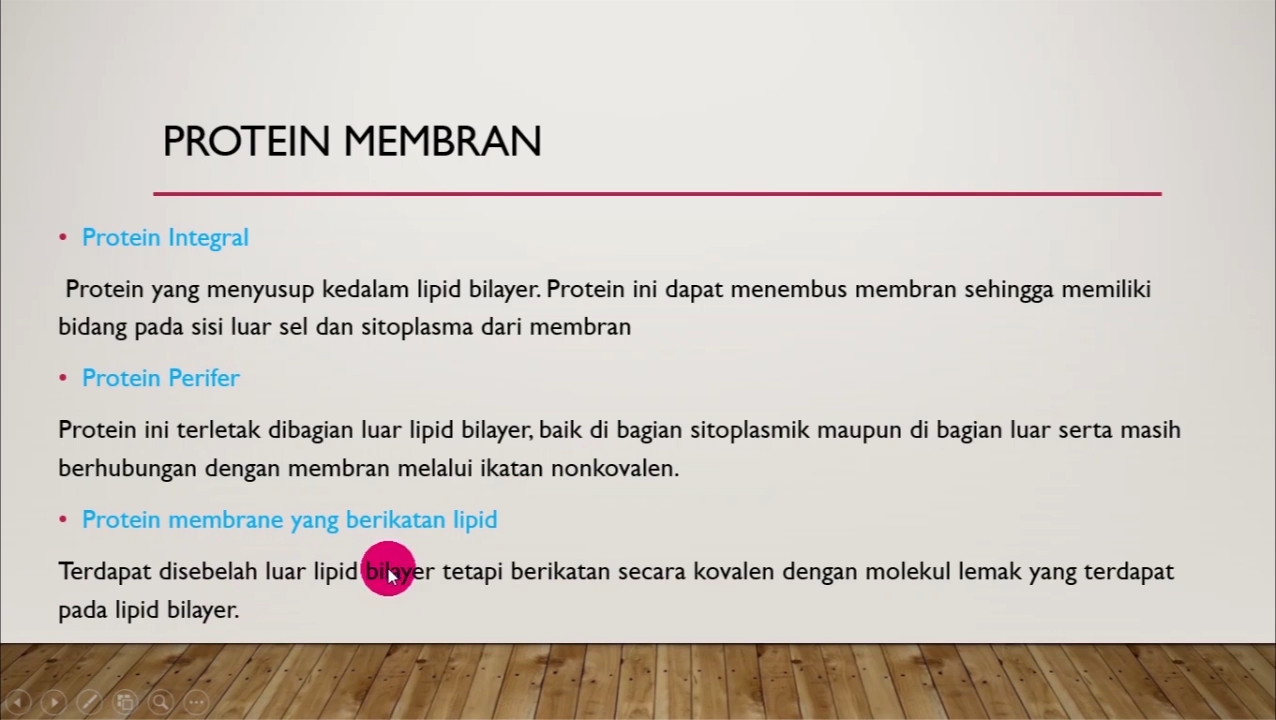 PROTEIN MEMBRAN
• Protein Integral
Protein yang menyusup kedalam lipid bilayer. Protein ini dapat menembus membran sehingga memiliki
bidang pada sisi luar sel dan sitoplasma dari membran
• Protein Perifer
Protein ini terletak dibagian luar lipid bilayer, baik di bagian sitoplasmik maupun di bagian luar serta masih
berhubungan dengan membran melalui ikatan nonkovalen.
• Protein membrane yang berikatan lipid
Terdapat disebelah luar lipid bilayer tetapi berikatan secara kovalen dengan molekul lemak yang terdapat
pada lipid bilayer.